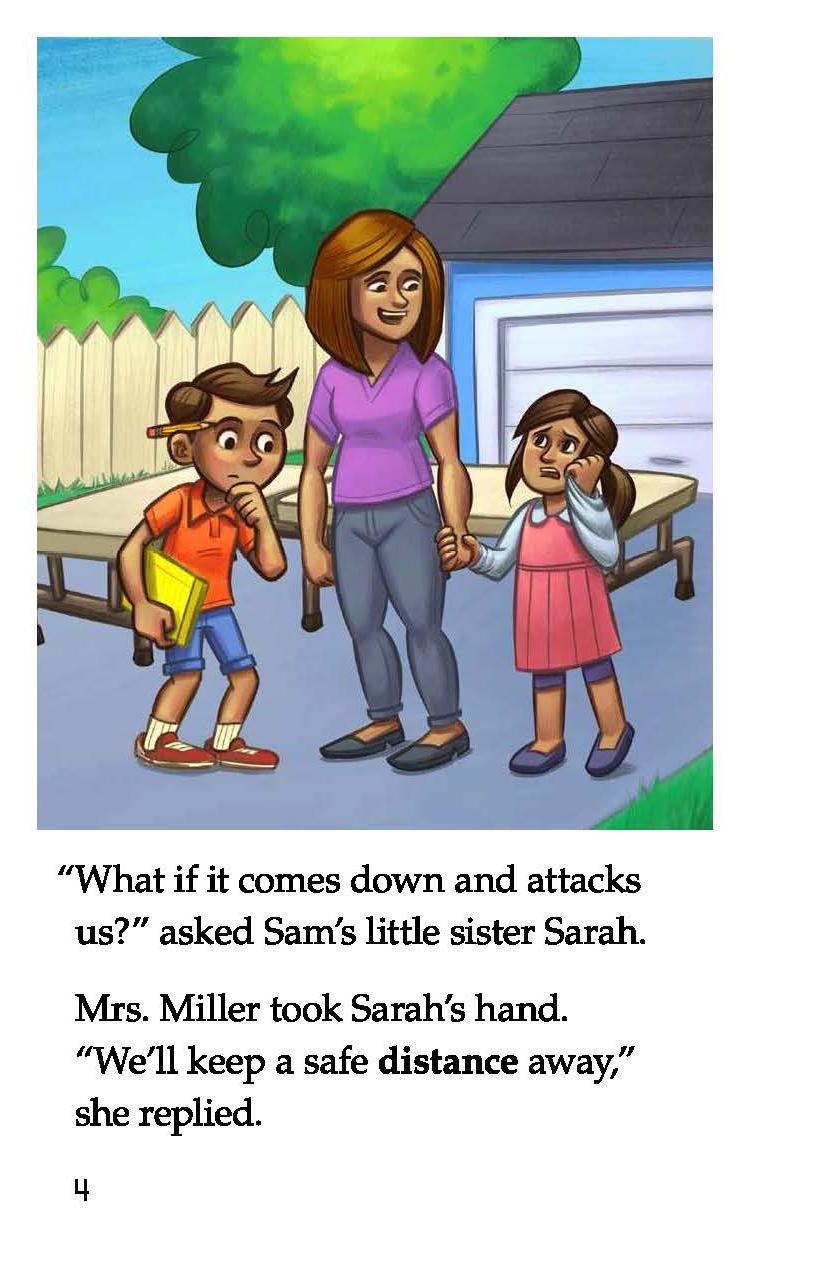 “What if it comes down and attacks
us?” asked Sam’s little sister Sarah.
Mrs. Miller took Sarah’s hand.
“We’ll keep a safe distance away,”
she replied.
4